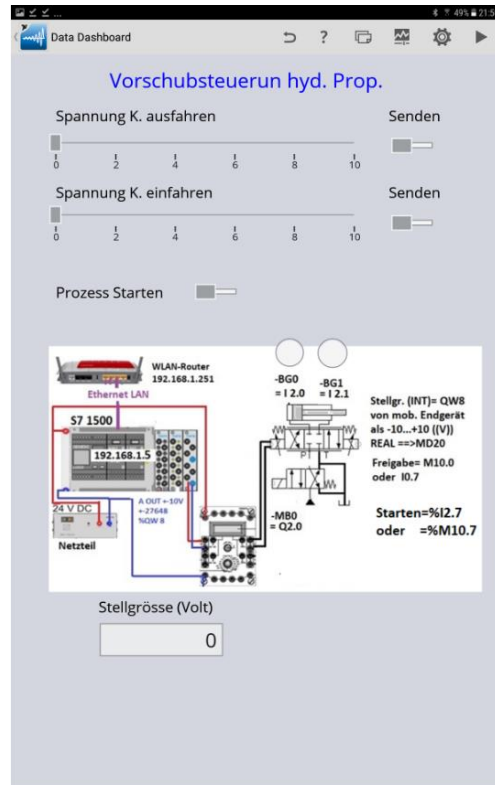 49% 21:5
Data Dashboard
Vorschubsteuerun hyd. Prop.
Spannung K. ausfahren
Senden
0 2 4 6 8 10
Spannung K. einfahren
Senden
0 2 4 6 8 10
Prozess Starten
WLAN-Router
192.168.1.251
Ethernet LAN
S7 1500
192.168.1.5
24 V DC
Netzteil
A OUT +-10V
+-27648
%QW 8
-BG0
= I 2.0
-BG1
= I 2.1
P T
-MB0
= Q2.0
Stellgr. (INT)= QW8
von mob. Endgerät
als -10...+10 ((V))
REAL ==>MD20
Freigabe= M10.0
oder I0.7
Starten=%I2.7
oder =%M10.7
Stellgrösse (Volt)
0